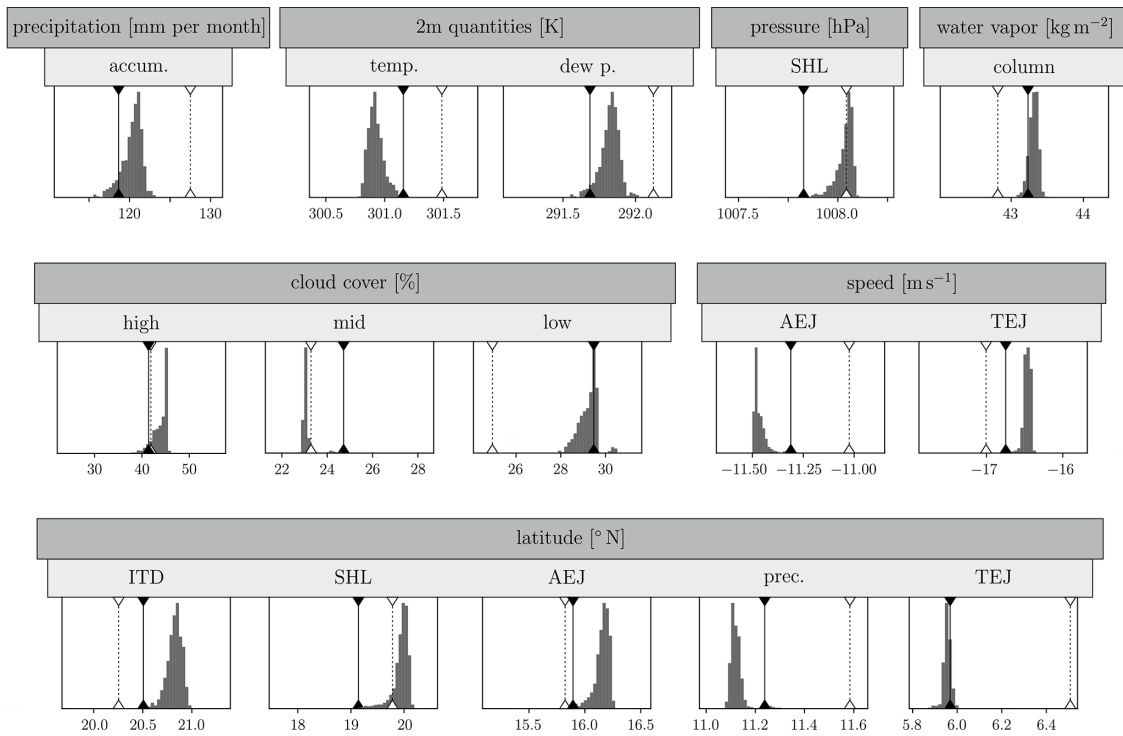 precipitation [mm per month] 2m quantities [K] pressure [hPa] water vapor [kg m⁻²]
accum. temp. dew p. SHL column
120 130 300.5 301.0 301.5 291.5 292.0 1007.5 1008.0 43 44
cloud cover [%] speed [m s⁻¹]
high mid low AEJ TEJ
30 40 50 22 24 26 28 26 28 30 −11.50 −11.25 −11.00 −17 −16
latitude [° N]
ITD SHL AEJ prec. TEJ
20.0 20.5 21.0 18 19 20 15.5 16.0 16.5 11.0 11.2 11.4 11.6 5.8 6.0 6.2 6.4